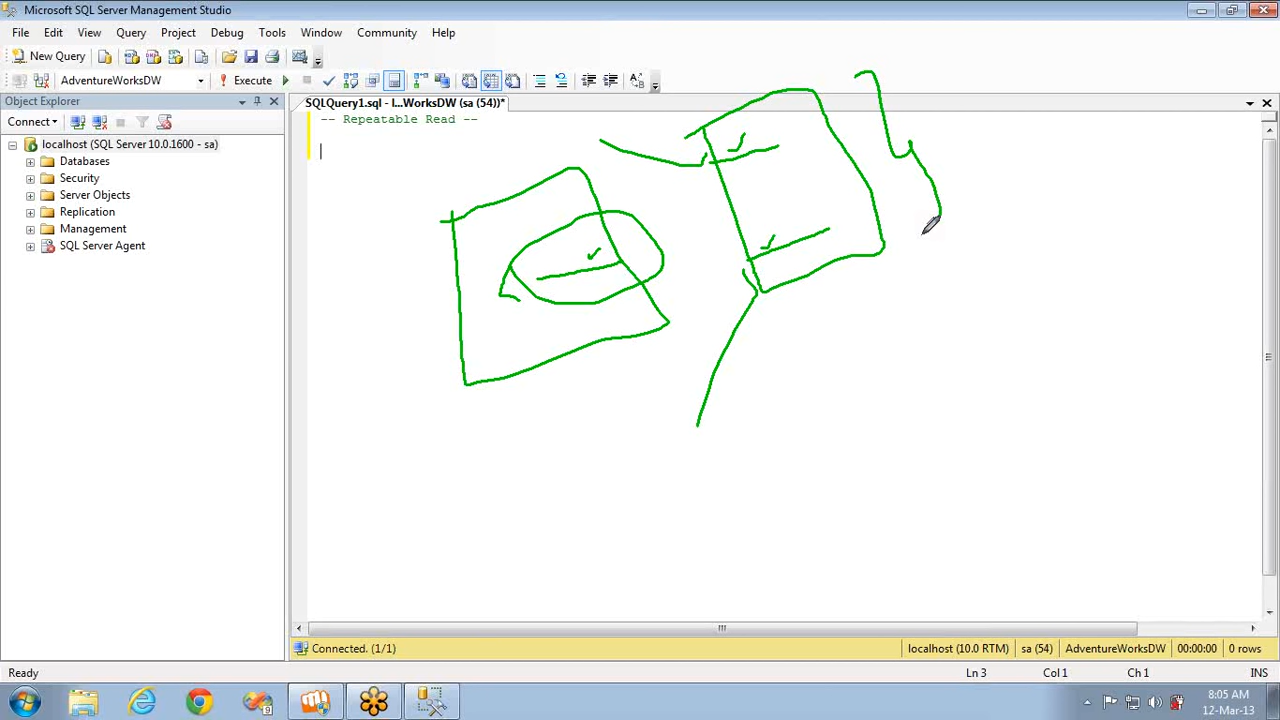 Microsoft SQL Server Management Studio
File Edit View Query Project Debug Tools Window Community Help
New Query
AdventureWorksDW Execute
Object Explorer
SQLQuery1.sql - l...WorksDW (sa (54))*
Connect
-- Repeatable Read --
localhost (SQL Server 10.0.1600 - sa)
Databases
Security
Server Objects
Replication
Management
SQL Server Agent
Connected. (1/1) localhost (10.0 RTM) sa (54) AdventureWorksDW 00:00:00 0 rows
Ready Ln 3 Col 1 Ch 1 INS
8:05 AM
12-Mar-13